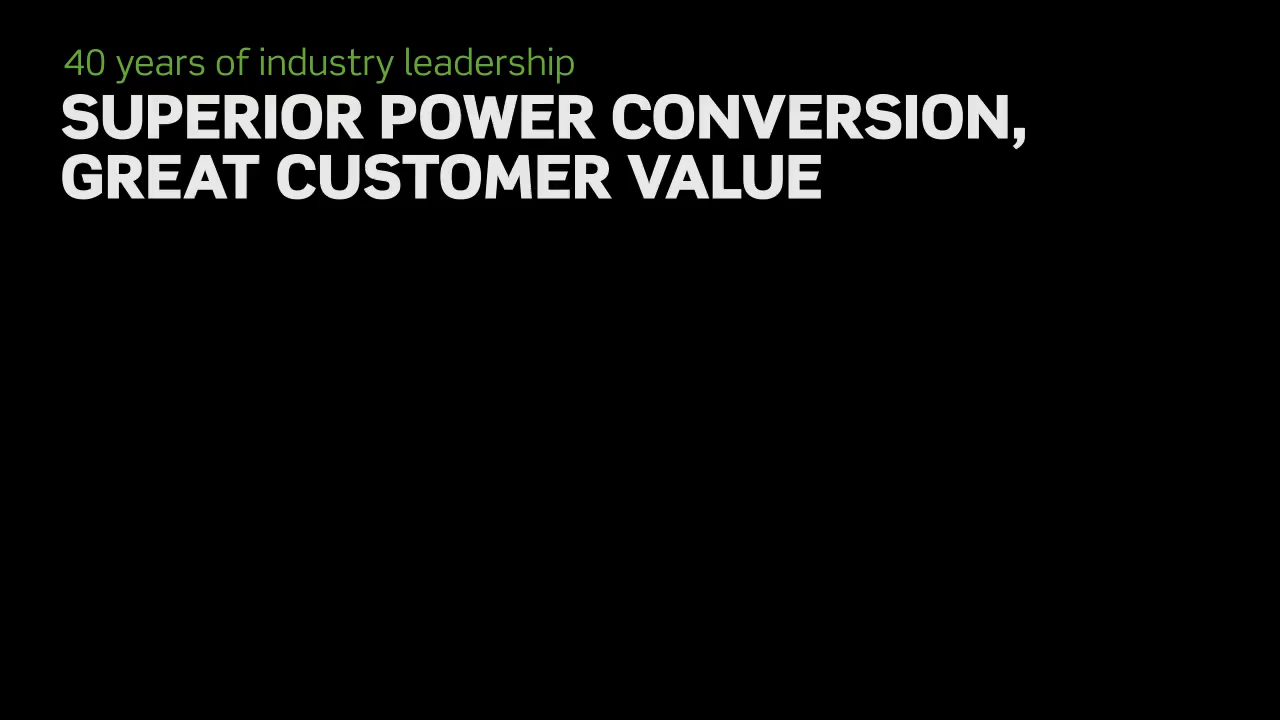 40 years of industry leadership
SUPERIOR POWER CONVERSION,
GREAT CUSTOMER VALUE